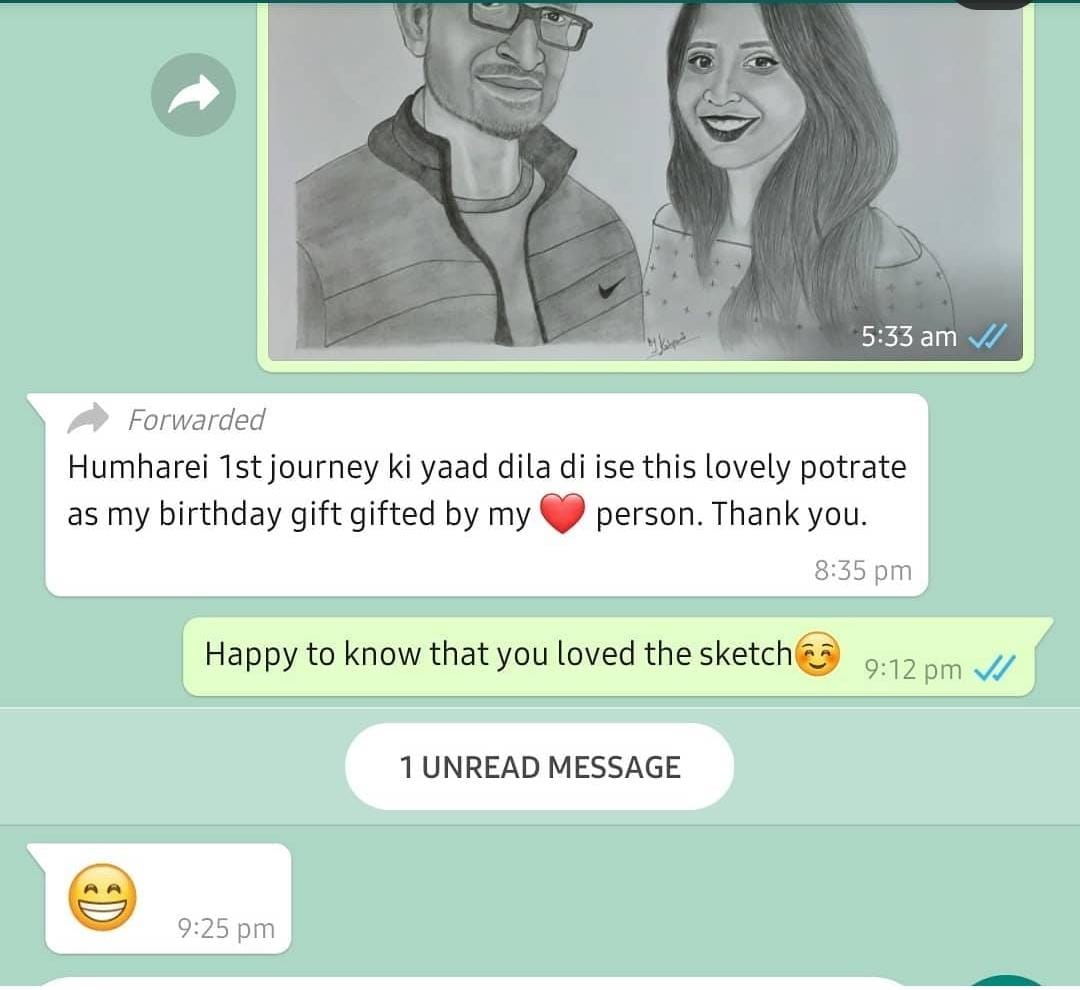 5:33 am
Forwarded
Humharei 1st journey ki yaad dila di ise this lovely potrate
as my birthday gift gifted by my ❤️ person. Thank you.
8:35 pm
Happy to know that you loved the sketch☺️ 9:12 pm
1 UNREAD MESSAGE
😁 9:25 pm